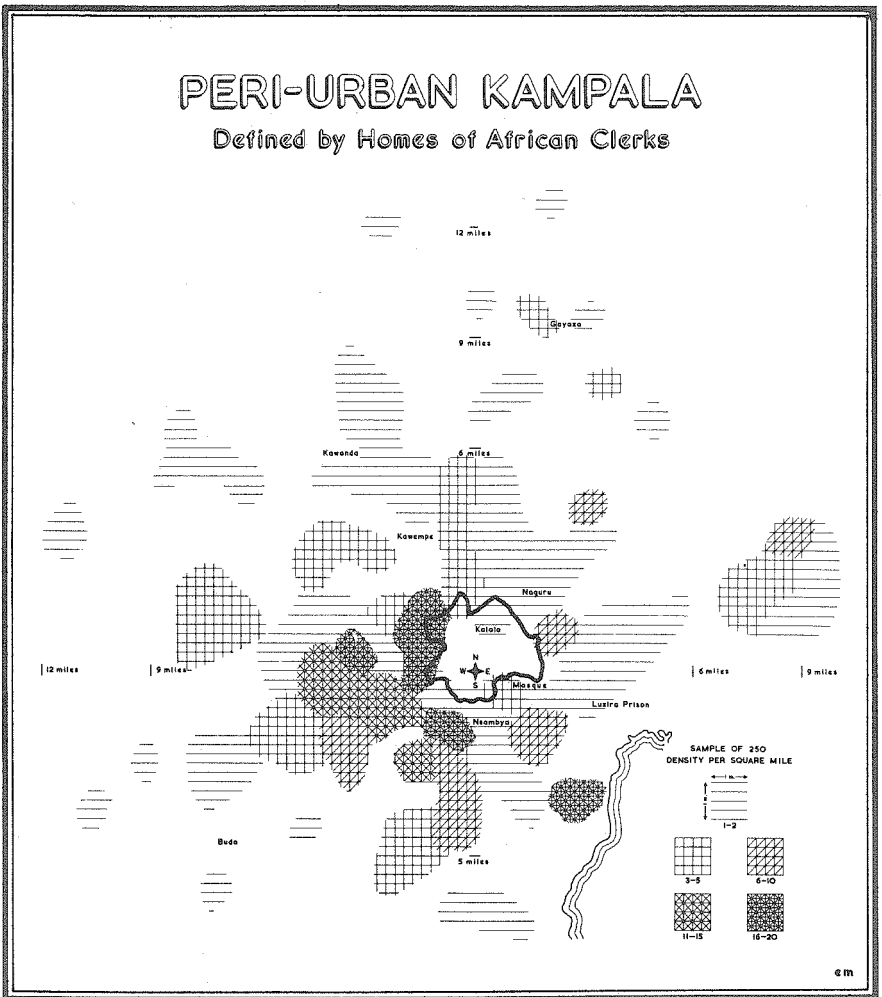 PERI-URBAN KAMPALA
Defined by Homes of African Clerks
12 miles
Gayaza
9 miles
Kawanda
6 miles
Kawempe
Naguru
Kololo
N
W E
S
12 miles
9 miles
6 miles
9 miles
Mosque
Luzira Prison
Nsambya
SAMPLE OF 250
DENSITY PER SQUARE MILE
1-2
Budo
3-5
6-10
5 miles
11-15
16-20
em